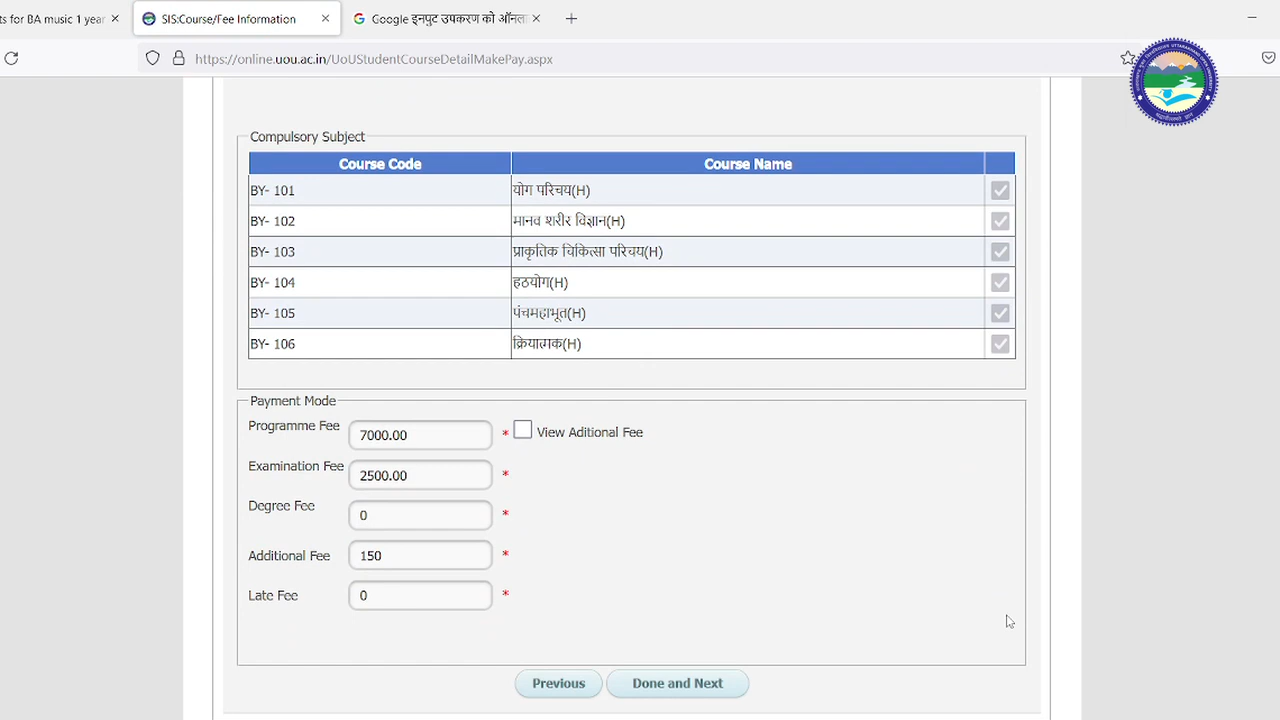 ts for BA music 1 year
SIS:Course/Fee Information
Google इनपुट उपकरण को ऑनला
https://online.uou.ac.in/UoUStudentCourseDetailMakePay.aspx
Compulsory Subject
Course Code Course Name
BY- 101 योग परिचय(H)
BY- 102 मानव शरीर विज्ञान(H)
BY- 103 प्राकृतिक चिकित्सा परिचय(H)
BY- 104 हठयोग(H)
BY- 105 पंचमहाभूत(H)
BY- 106 क्रियात्मक(H)
Payment Mode
Programme Fee 7000.00 * View Aditional Fee
Examination Fee 2500.00 *
Degree Fee 0 *
Additional Fee 150 *
Late Fee 0 *
Previous Done and Next